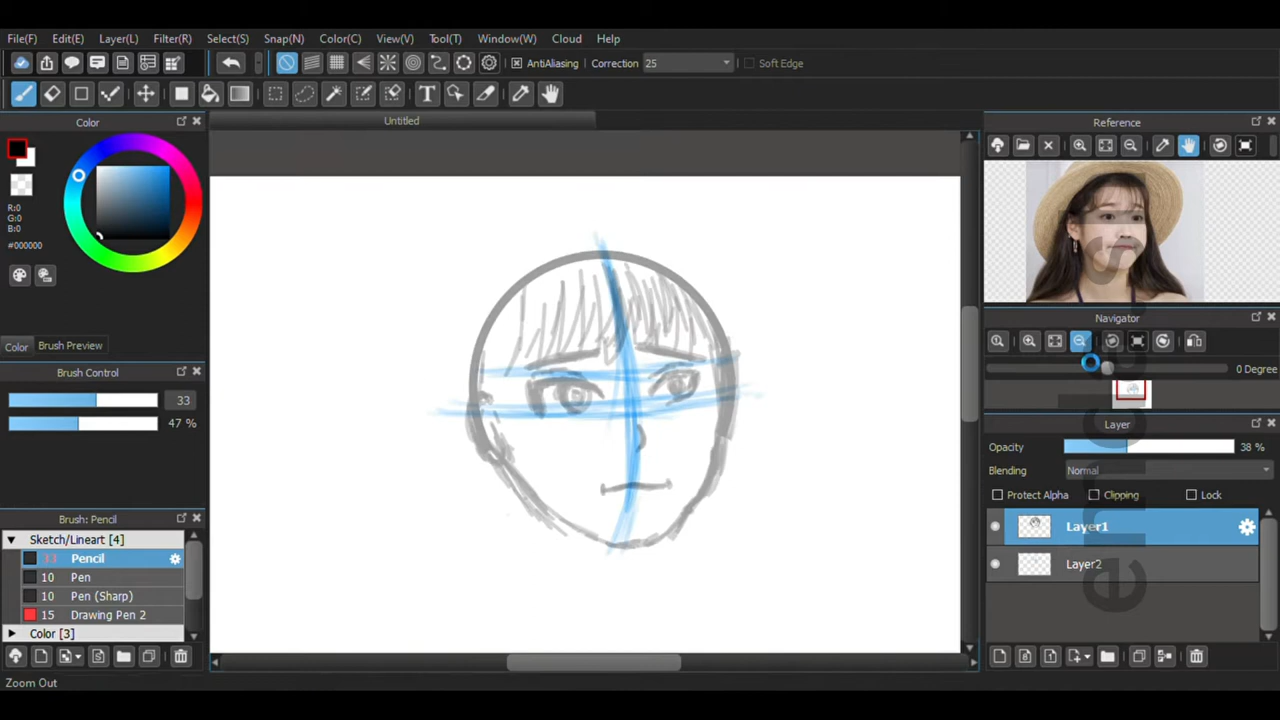 File(F) Edit(E) Layer(L) Filter(R) Select(S) Snap(N) Color(C) View(V) Tool(T) Window(W) Cloud Help
AntiAliasing Correction 25 Soft Edge
T
Color
Untitled
Reference
R:0
G:0
B:0
#000000
Color Brush Preview
Brush Control
33
47 %
Navigator
0 Degree
Layer
Opacity 38 %
Blending Normal
Protect Alpha Clipping Lock
Layer1
Layer2
Brush: Pencil
Sketch/Lineart [4]
33 Pencil
10 Pen
10 Pen (Sharp)
15 Drawing Pen 2
Color [3]
Zoom Out